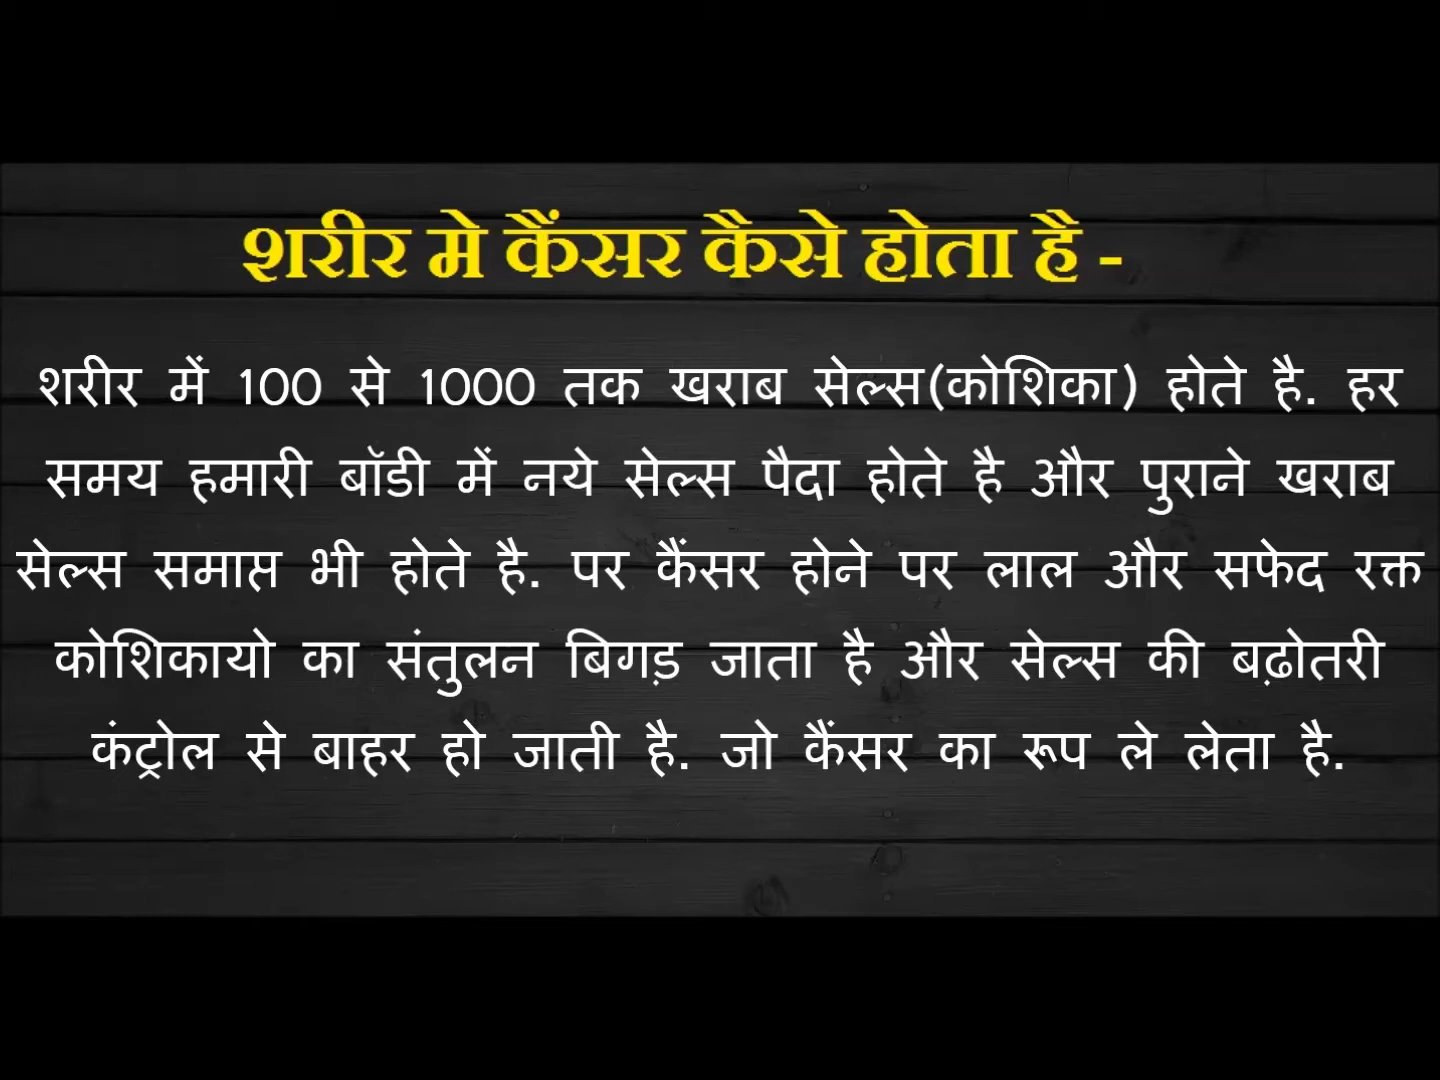 शरीर मे कैंसर कैसे होता है -
शरीर में 100 से 1000 तक खराब सेल्स(कोशिका) होते है. हर
समय हमारी बॉडी में नये सेल्स पैदा होते है और पुराने खराब
सेल्स समाप्त भी होते है. पर कैंसर होने पर लाल और सफेद रक्त
कोशिकायो का संतुलन बिगड़ जाता है और सेल्स की बढ़ोतरी
कंट्रोल से बाहर हो जाती है. जो कैंसर का रूप ले लेता है.